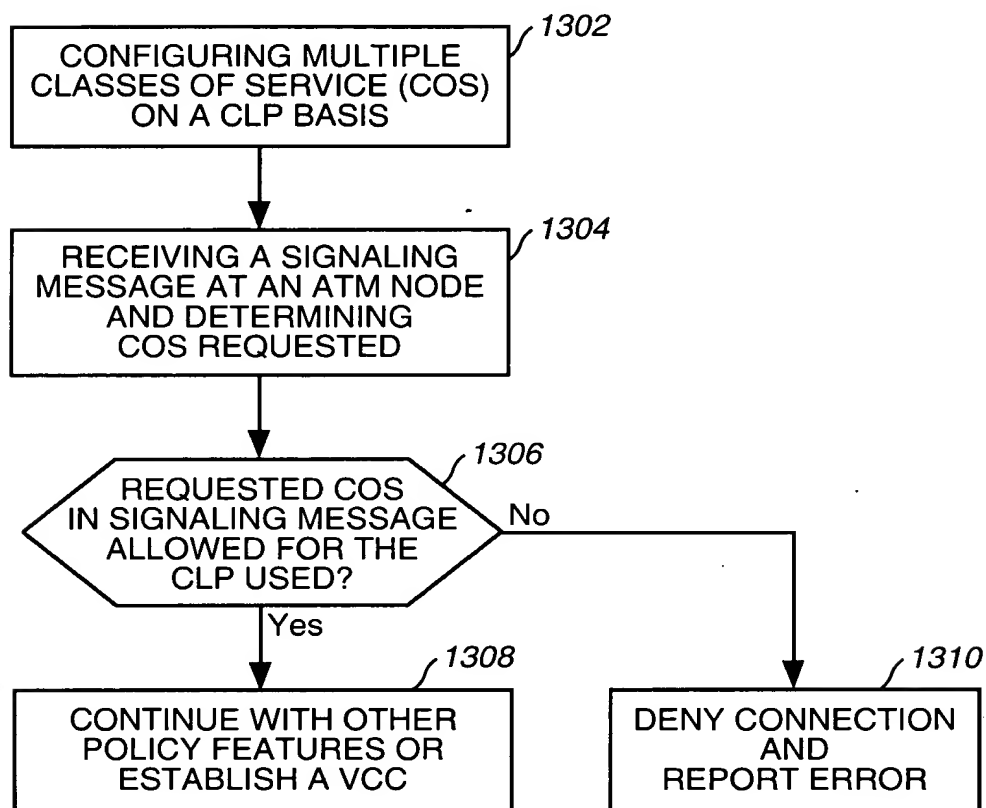 1302
CONFIGURING MULTIPLE
CLASSES OF SERVICE (COS)
ON A CLP BASIS
1304
RECEIVING A SIGNALING
MESSAGE AT AN ATM NODE
AND DETERMINING
COS REQUESTED
1306
REQUESTED COS
IN SIGNALING MESSAGE
ALLOWED FOR THE
CLP USED?
No
Yes
1308
CONTINUE WITH OTHER
POLICY FEATURES OR
ESTABLISH A VCC
1310
DENY CONNECTION
AND
REPORT ERROR